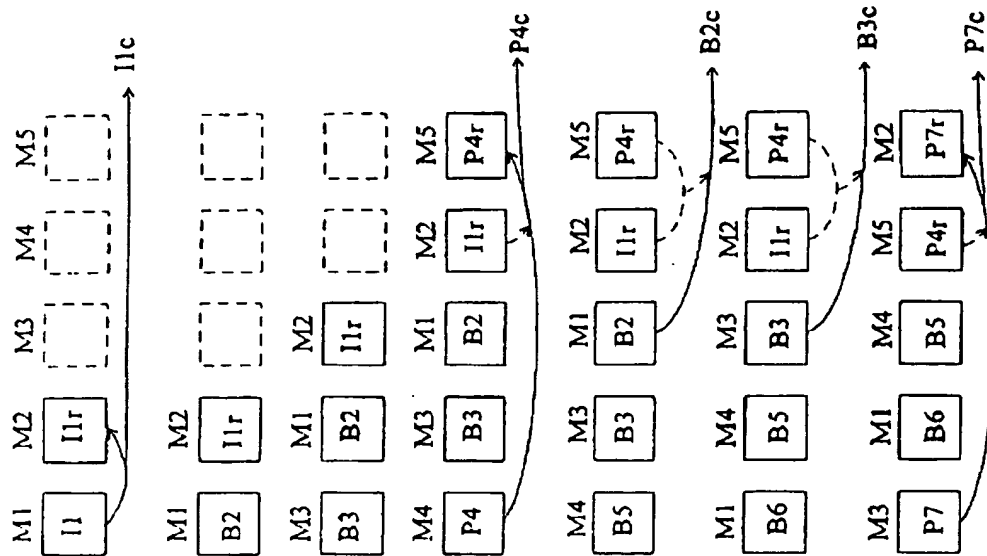 M1 M2 M3 M4 M5
I1 I1r
I1c
M1 M2
B2 I1r
M3 M1 M2
B3 B2 I1r
M4 M3 M1 M2 M5
P4 B3 B2 I1r P4r
P4c
M4 M3 M1 M2 M5
B5 B3 B2 I1r P4r
B2c
M1 M4 M3 M2 M5
B6 B5 B3 I1r P4r
B3c
M3 M1 M4 M5 M2
P7 B6 B5 P4r P7r
P7c